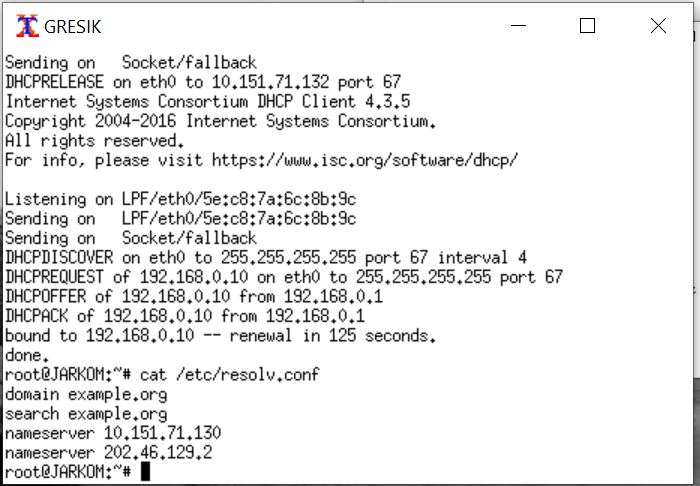 GRESIK
Sending on   Socket/fallback
DHCPRELEASE on eth0 to 10.151.71.132 port 67
Internet Systems Consortium DHCP Client 4.3.5
Copyright 2004-2016 Internet Systems Consortium.
All rights reserved.
For info, please visit https://www.isc.org/software/dhcp/

Listening on LPF/eth0/5e:c8:7a:6c:8b:9c
Sending on   LPF/eth0/5e:c8:7a:6c:8b:9c
Sending on   Socket/fallback
DHCPDISCOVER on eth0 to 255.255.255.255 port 67 interval 4
DHCPREQUEST of 192.168.0.10 on eth0 to 255.255.255.255 port 67
DHCPOFFER of 192.168.0.10 from 192.168.0.1
DHCPACK of 192.168.0.10 from 192.168.0.1
bound to 192.168.0.10 -- renewal in 125 seconds.
done.
root@JARKOM:~# cat /etc/resolv.conf
domain example.org
search example.org
nameserver 10.151.71.130
nameserver 202.46.129.2
root@JARKOM:~#